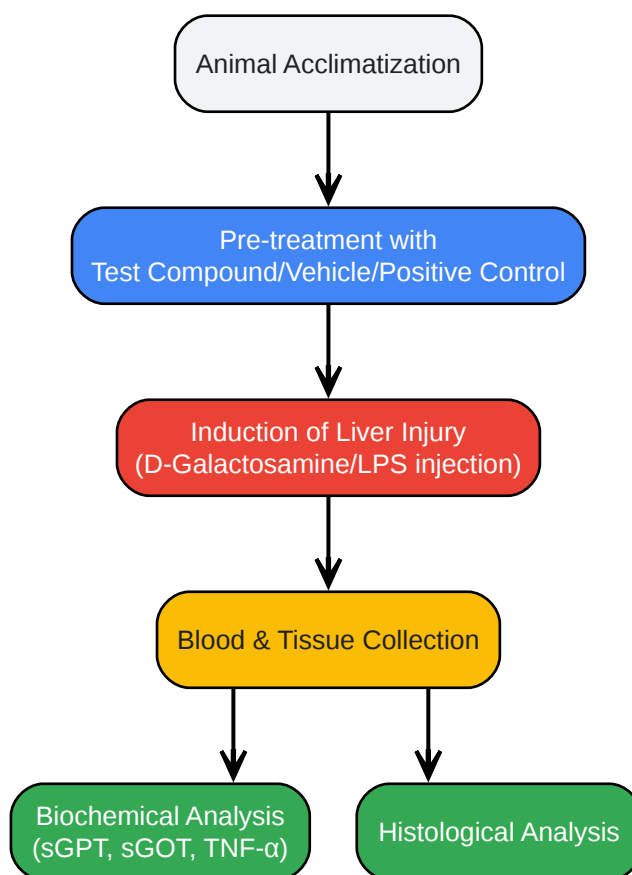 Animal Acclimatization
Pre-treatment with
Test Compound/Vehicle/Positive Control
Induction of Liver Injury
(D-Galactosamine/LPS injection)
Blood & Tissue Collection
Biochemical Analysis
(sGPT, sGOT, TNF-α)
Histological Analysis